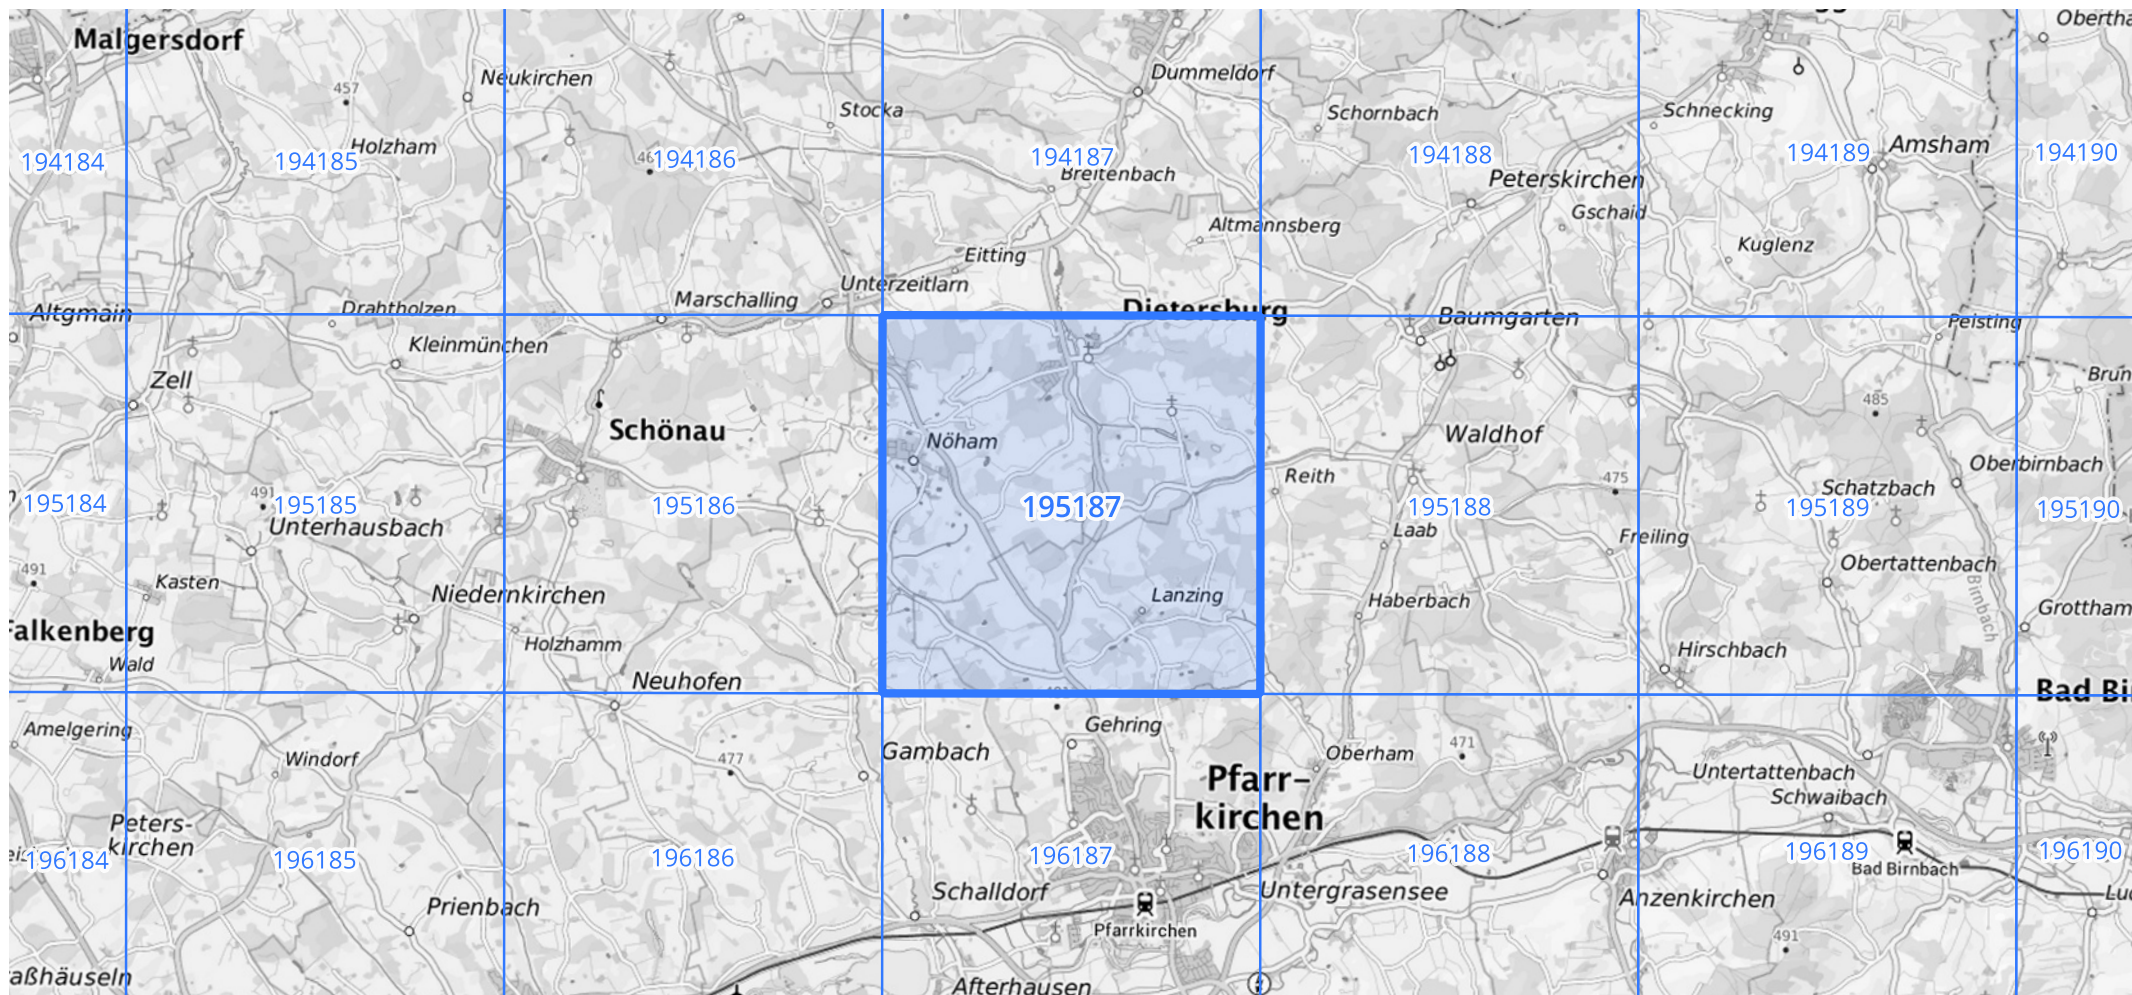 Malgersdorf
Obertha
Neukirchen
Dummeldorf
457
Stocka
Schornbach
Schnecking
Holzham
Amsham
194184
194185
194186
194187
194188
194189
194190
Breitenbach
Peterskirchen
Gschaid
Altmannsberg
Kuglenz
Eitting
Unterzeitlarn
Marschalling
Drahtholzen
Dietersburg
Altgmain
Baumgarten
Peisting
Kleinmünchen
Zell
Brun
485
Schönau
Nöham
Waldhof
Oberbirnbach
Reith
475
Schatzbach
491
195184
195185
195186
195187
195188
195189
195190
Unterhausbach
Laab
Freiling
Obertattenbach
491
Kasten
Niedernkirchen
Lanzing
Haberbach
Birnbach
Grottham
Falkenberg
Holzhamm
Wald
Hirschbach
Neuhofen
Bad Bi
Amelgering
Gehring
Gambach
Windorf
477
Oberham
471
Pfarr-
kirchen
Untertattenbach
Schwaibach
Peters-
kirchen
196184
196185
196186
196187
196188
196189
196190
Bad Birnbach
Schalldorf
Untergrasensee
Anzenkirchen
Luc
Prienbach
Pfarrkirchen
491
aßhäuseln
Afterhausen